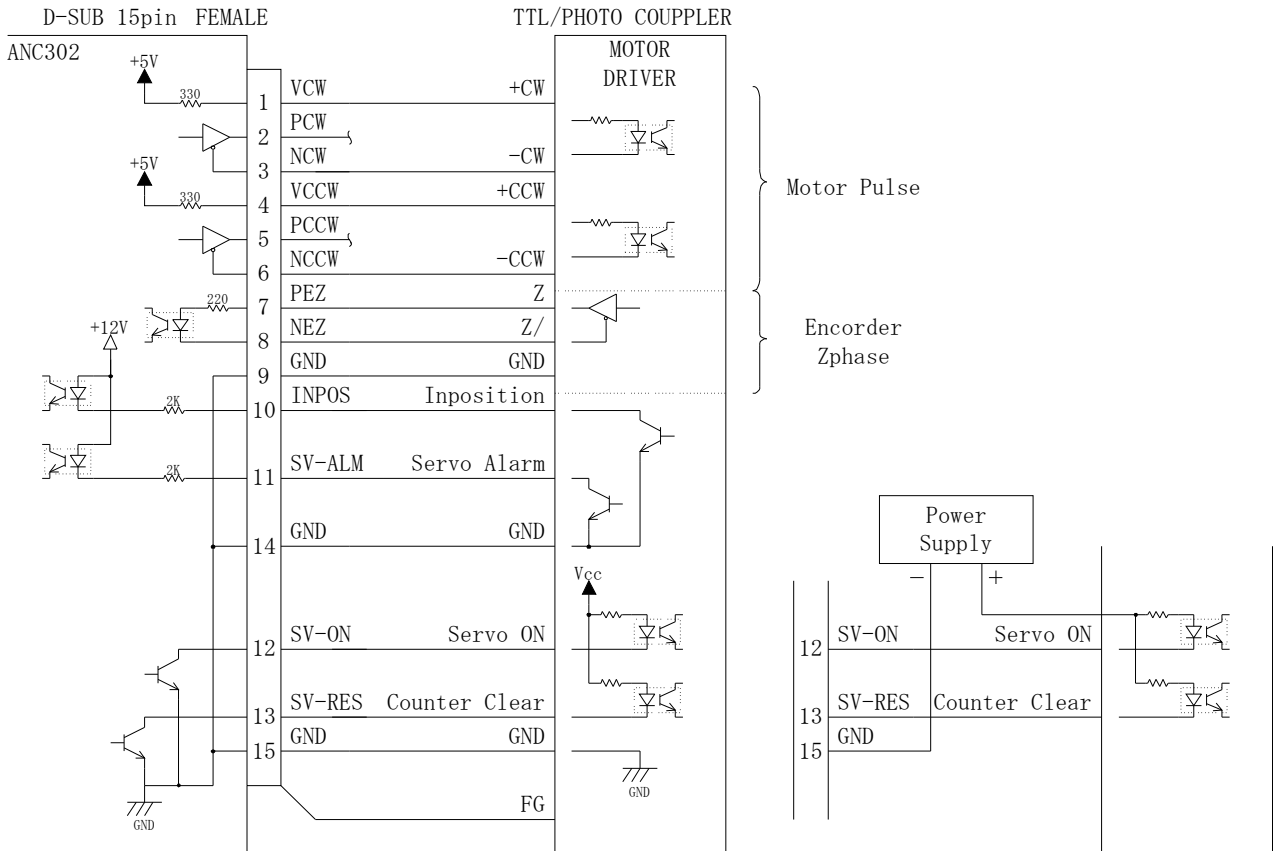 D-SUB 15pin FEMALE
TTL/PHOTO COUPPLER
ANC302
MOTOR
DRIVER
+5V
330
1
VCW
+CW
2
PCW
3
NCW
-CW
+5V
330
4
VCCW
+CCW
5
PCCW
6
NCCW
-CCW
Motor Pulse
220
7
PEZ
Z
8
NEZ
Z/
+12V
Encorder
Zphase
9
GND
GND
2K
10
INPOS
Inposition
2K
11
SV-ALM
Servo Alarm
14
GND
GND
Vcc
12
SV-ON
Servo ON
13
SV-RES
Counter Clear
15
GND
GND
GND
GND
FG
Power
Supply
-
+
12
SV-ON
Servo ON
13
SV-RES
Counter Clear
15
GND